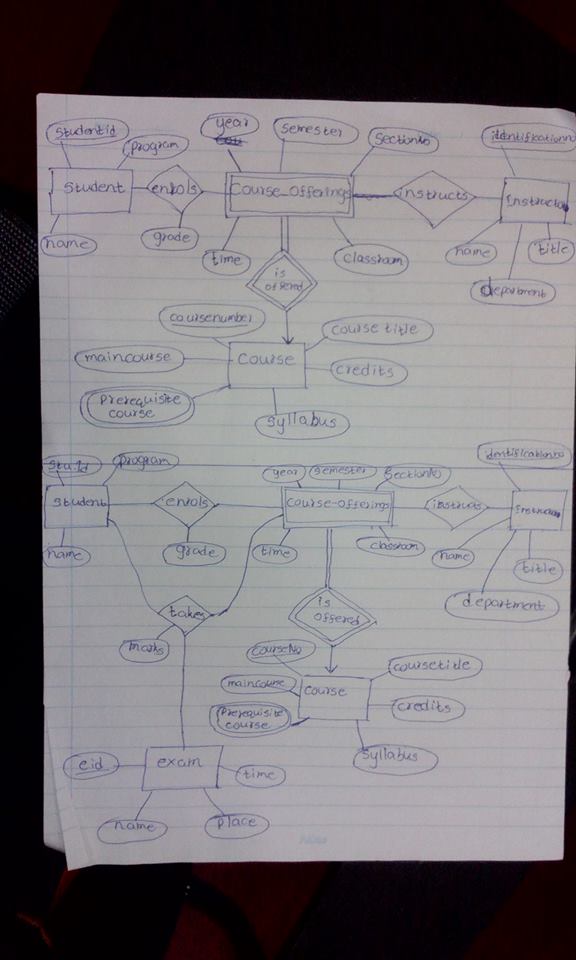 Studentid
program
year
semester
SectionNo
identificationno
Student
enrols
Course_Offerings
instructs
Instructor
name
grade
time
classroom
name
title
department
is
offered
coursenumber
course title
maincourse
course
credits
Prerequisite
course
syllabus
Stu.Id
program
year
semester
SectionNo
identificationNo
Student
enrols
Course-Offerings
instructs
name
grade
time
classroom
name
title
department
is
offered
takes
marks
CourseNo
coursetitle
maincourse
course
credits
Prerequisite
course
syllabus
eid
exam
time
name
place